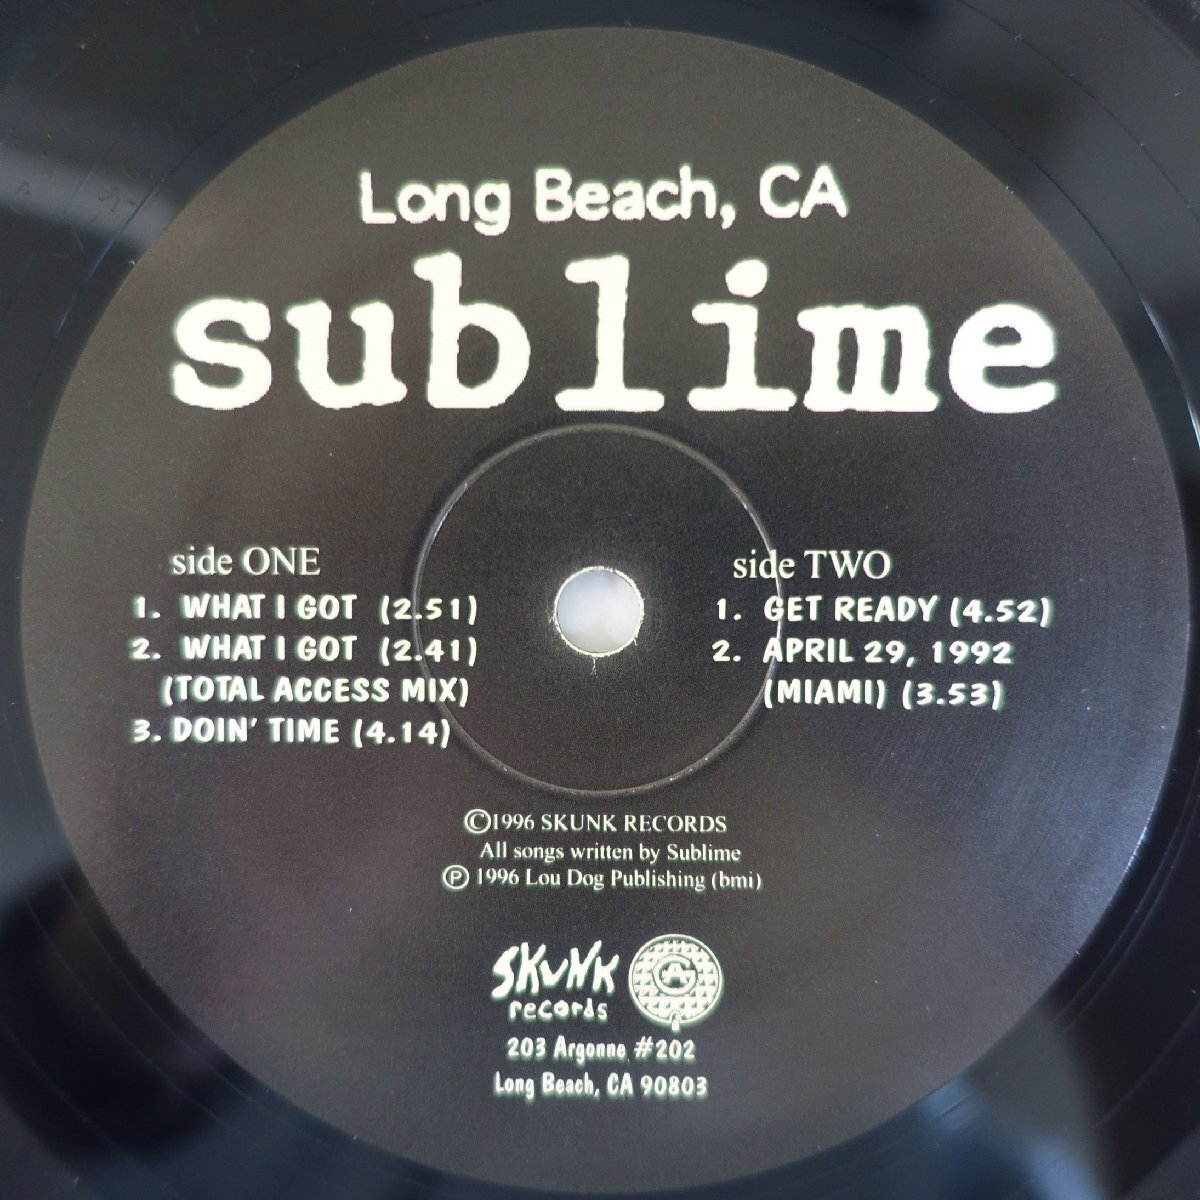 Long Beach, CA
sublime
side ONE
1. WHAT I GOT (2.51)
2. WHAT I GOT (2.41)
(TOTAL ACCESS MIX)
3. DOIN' TIME (4.14)
side TWO
1. GET READY (4.52)
2. APRIL 29, 1992
(MIAMI) (3.53)
©1996 SKUNK RECORDS
All songs written by Sublime
℗ 1996 Lou Dog Publishing (bmi)
SKUNK
records
203 Argonne #202
Long Beach, CA 90803